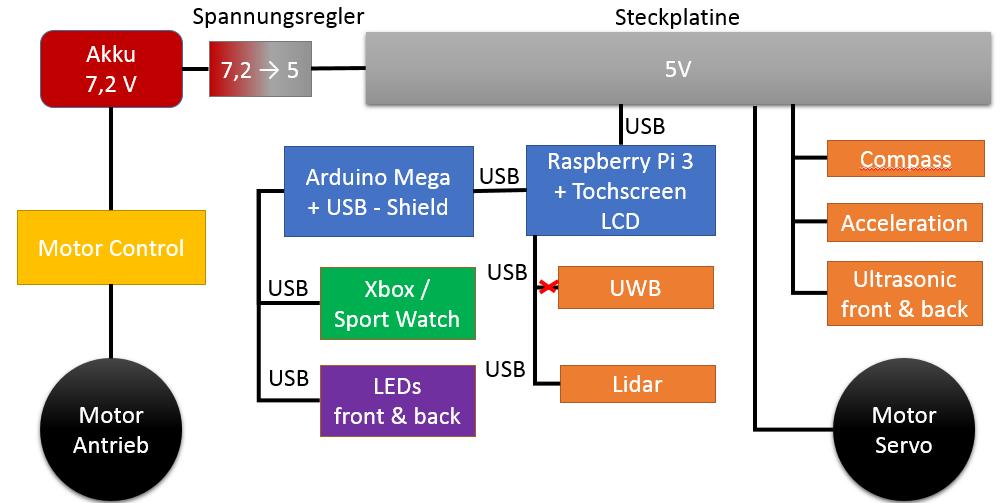 Spannungsregler
Steckplatine
Akku
7,2 V
7,2 → 5
5V
USB
Arduino Mega
+ USB - Shield
USB
Raspberry Pi 3
+ Tochscreen
LCD
Compass
Acceleration
Ultrasonic
front & back
Motor Control
USB
Xbox /
Sport Watch
USB
UWB
USB
LEDs
front & back
USB
Lidar
Motor
Antrieb
Motor
Servo